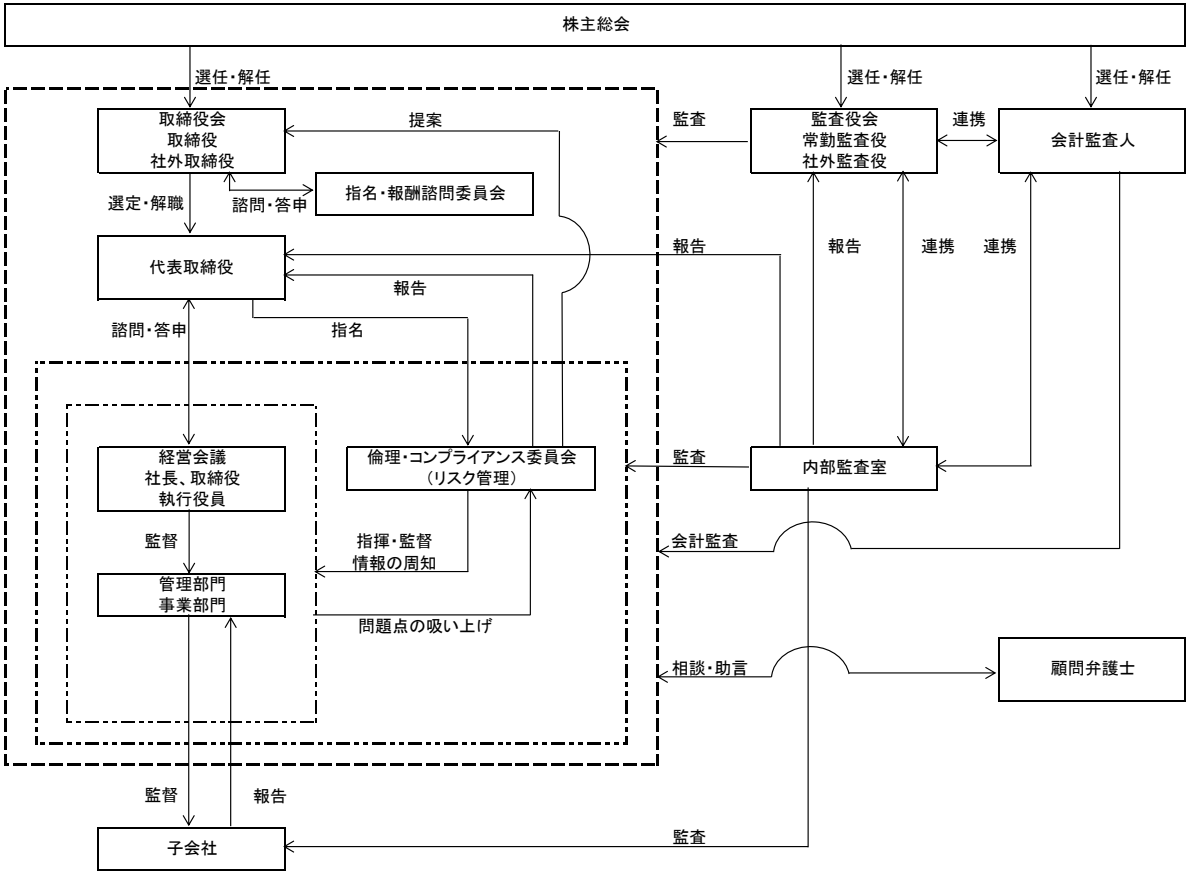 株主総会
選任・解任
選任・解任
選任・解任
取締役会
取締役
社外取締役
提案
監査
監査役会
常勤監査役
社外監査役
連携
会計監査人
指名・報酬諮問委員会
選定・解職
諮問・答申
代表取締役
報告
報告
連携
連携
報告
諮問・答申
指名
経営会議
社長、取締役
執行役員
倫理・コンプライアンス委員会
（リスク管理）
監査
内部監査室
監督
指揮・監督
情報の周知
会計監査
管理部門
事業部門
問題点の吸い上げ
相談・助言
顧問弁護士
監督
報告
子会社
監査